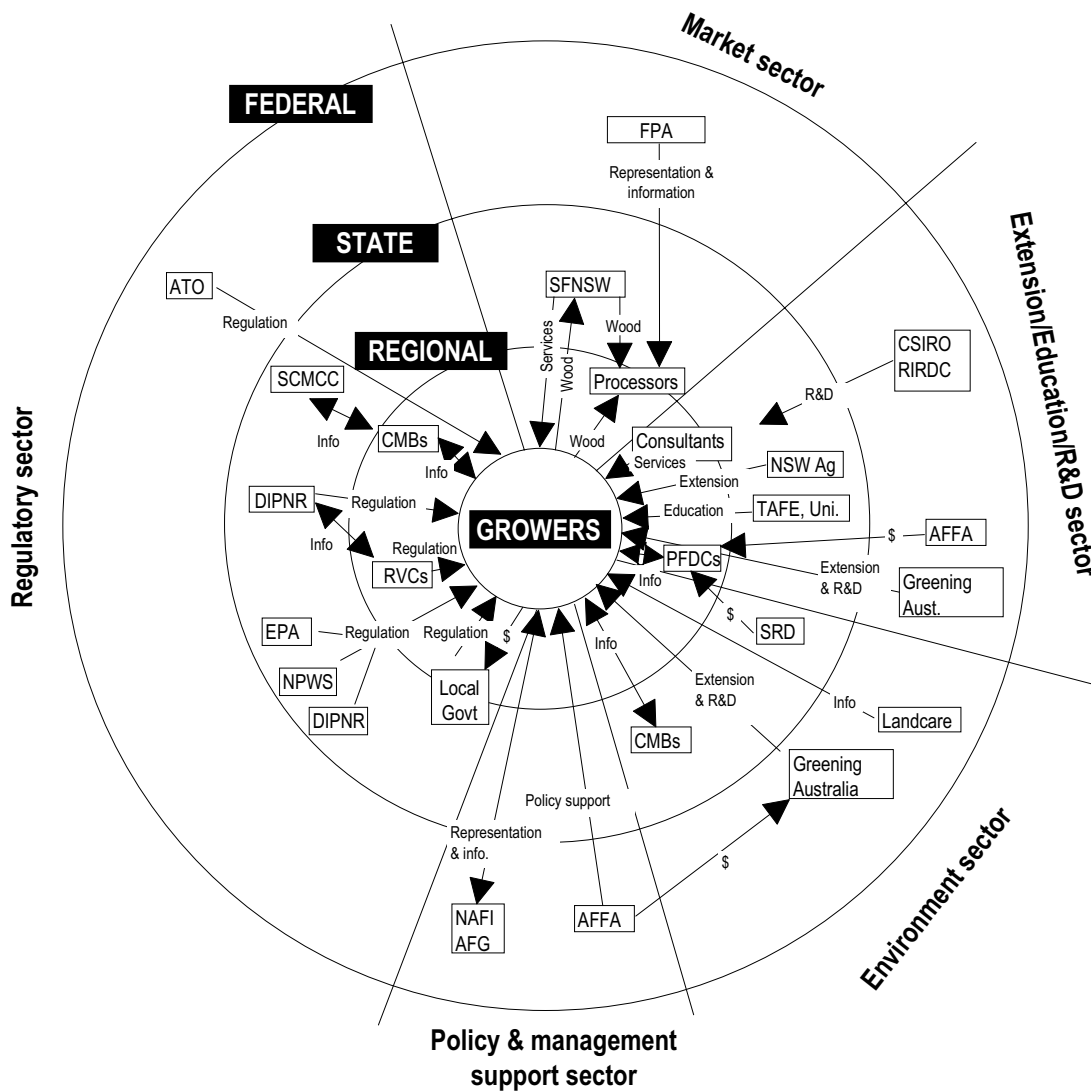 Market sector
FEDERAL
FPA
Representation &
information
STATE
Extension/Education/R&D sector
ATO
SFNSW
Regulation
REGIONAL
Services
Wood
Wood
CSIRO
RIRDC
SCMCC
Processors
R&D
Info
CMBs
Wood
Consultants
Info
Services
NSW Ag
Regulatory sector
DIPNR
Regulation
Extension
Education
TAFE, Uni.
GROWERS
Info
Regulation
PFDCs
$
AFFA
RVCs
Info
Extension
& R&D
Greening
Aust.
EPA
Regulation
Regulation
$
Info
$
SRD
NPWS
Local
Govt
Extension
& R&D
Info
Landcare
DIPNR
CMBs
Greening
Australia
Policy support
Representation
& info.
$
Environment sector
NAFI
AFG
AFFA
Policy & management
support sector